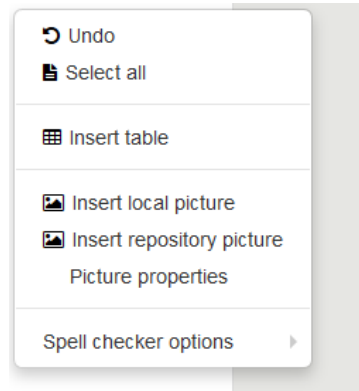 Undo
Select all
Insert table
Insert local picture
Insert repository picture
Picture properties
Spell checker options